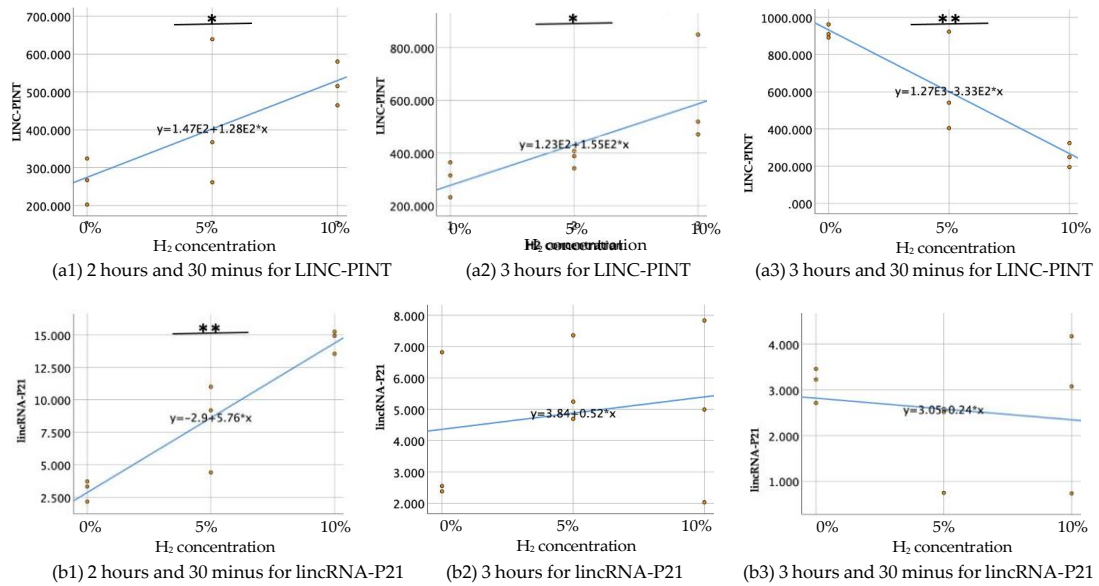 700.000
600.000
500.000
400.000
300.000
200.000
LINC-PINT
*
y=1.47E2+1.28E2*x
0% 5% 10%
H₂ concentration
(a1) 2 hours and 30 minus for LINC-PINT
800.000
600.000
400.000
200.000
LINC-PINT
*
y=1.23E2+1.55E2*x
0% 5% 10%
(a2) 3 hours for LINC-PINT
1000.000
800.000
600.000
400.000
200.000
.000
LINC-PINT
**
y=1.27E3-3.33E2*x
0% 5% 10%
H₂ concentration
(a3) 3 hours and 30 minus for LINC-PINT
15.000
12.500
10.000
7.500
5.000
2.500
lincRNA-P21
**
y=-2.9+5.76*x
0% 5% 10%
H₂ concentration
(b1) 2 hours and 30 minus for lincRNA-P21
8.000
7.000
6.000
5.000
4.000
3.000
2.000
lincRNA-P21
y=3.84+0.52*x
0% 5% 10%
H₂ concentration
(b2) 3 hours for lincRNA-P21
4.000
3.000
2.000
1.000
lincRNA-P21
y=3.05-0.24*x
0% 5% 10%
H₂ concentration
(b3) 3 hours and 30 minus for lincRNA-P21